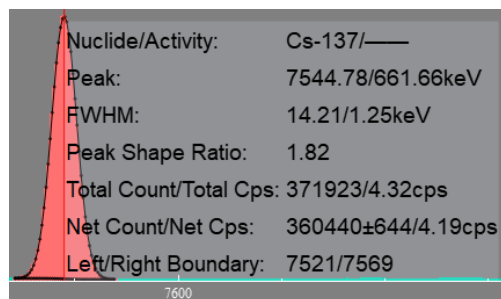 Nuclide/Activity: Cs-137/——
Peak: 7544.78/661.66keV
FWHM: 14.21/1.25keV
Peak Shape Ratio: 1.82
Total Count/Total Cps: 371923/4.32cps
Net Count/Net Cps: 360440±644/4.19cps
Left/Right Boundary: 7521/7569
7600